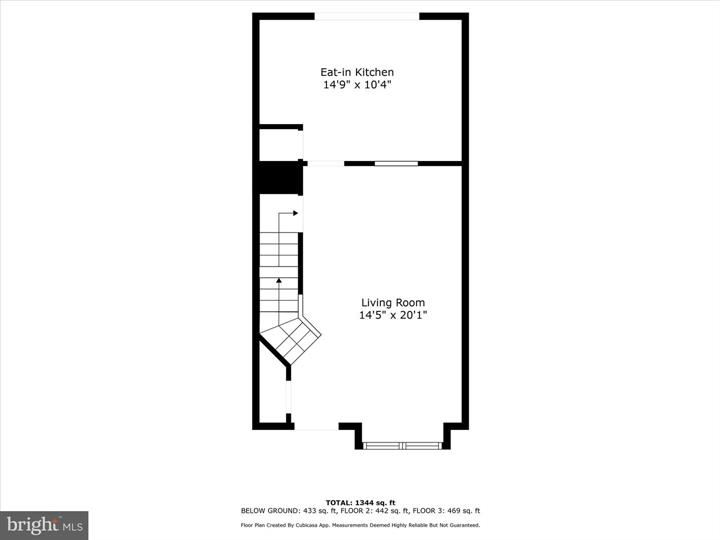 Eat-in Kitchen
14'9" x 10'4"
Living Room
14'5" x 20'1"
TOTAL: 1344 sq. ft
BELOW GROUND: 433 sq. ft, FLOOR 2: 442 sq. ft, FLOOR 3: 469 sq. ft
Floor Plan Created By Cubicasa App. Measurements Deemed Highly Reliable But Not Guaranteed.
bright MLS